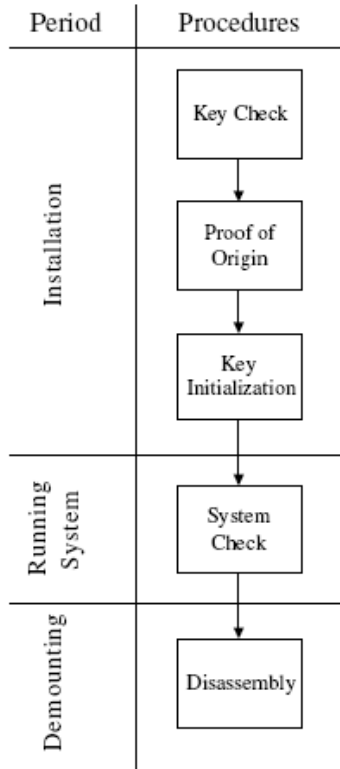 Period
Procedures
Installation
Key Check
Proof of
Origin
Key
Initialization
Running
System
System
Check
Demounting
Disassembly